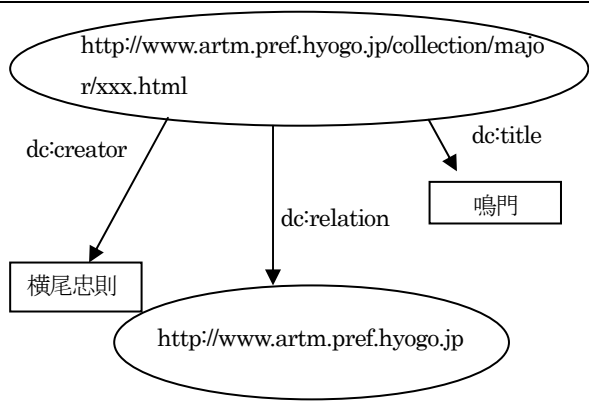 http://www.artm.pref.hyogo.jp/collection/majo
r/xxx.html
dc:creator
dc:title
dc:relation
鳴門
横尾忠則
http://www.artm.pref.hyogo.jp